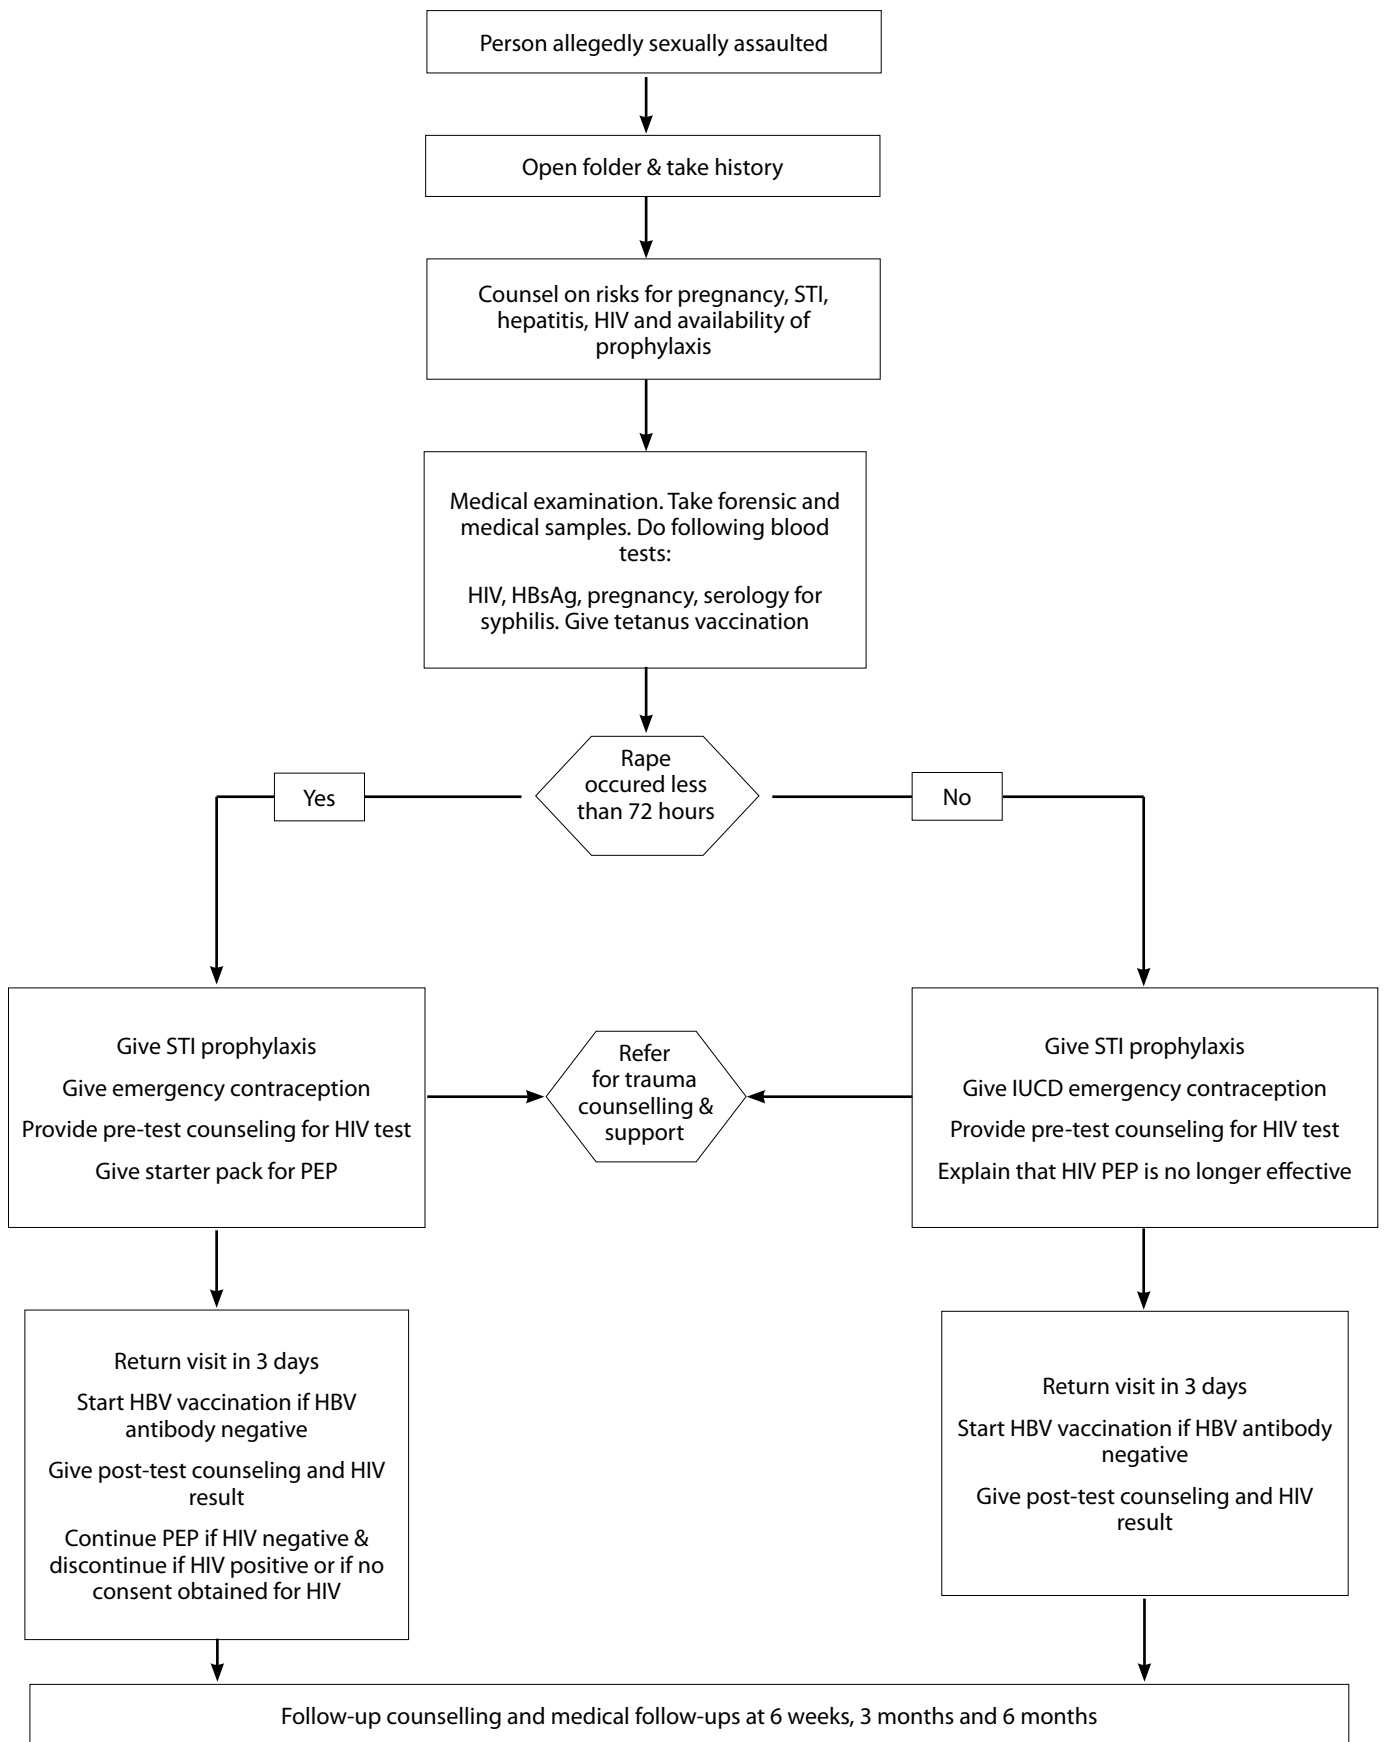 Person allegedly sexually assaulted
Open folder & take history
Counsel on risks for pregnancy, STI,
hepatitis, HIV and availability of
prophylaxis
Medical examination. Take forensic and
medical samples. Do following blood
tests:
HIV, HBsAg, pregnancy, serology for
syphilis. Give tetanus vaccination
Rape
occured less
than 72 hours
Yes
No
Give STI prophylaxis
Give emergency contraception
Provide pre-test counseling for HIV test
Give starter pack for PEP
Refer
for trauma
counselling &
support
Give STI prophylaxis
Give IUCD emergency contraception
Provide pre-test counseling for HIV test
Explain that HIV PEP is no longer effective
Return visit in 3 days
Start HBV vaccination if HBV
antibody negative
Give post-test counseling and HIV
result
Continue PEP if HIV negative &
discontinue if HIV positive or if no
consent obtained for HIV
Return visit in 3 days
Start HBV vaccination if HBV antibody
negative
Give post-test counseling and HIV
result
Follow-up counselling and medical follow-ups at 6 weeks, 3 months and 6 months